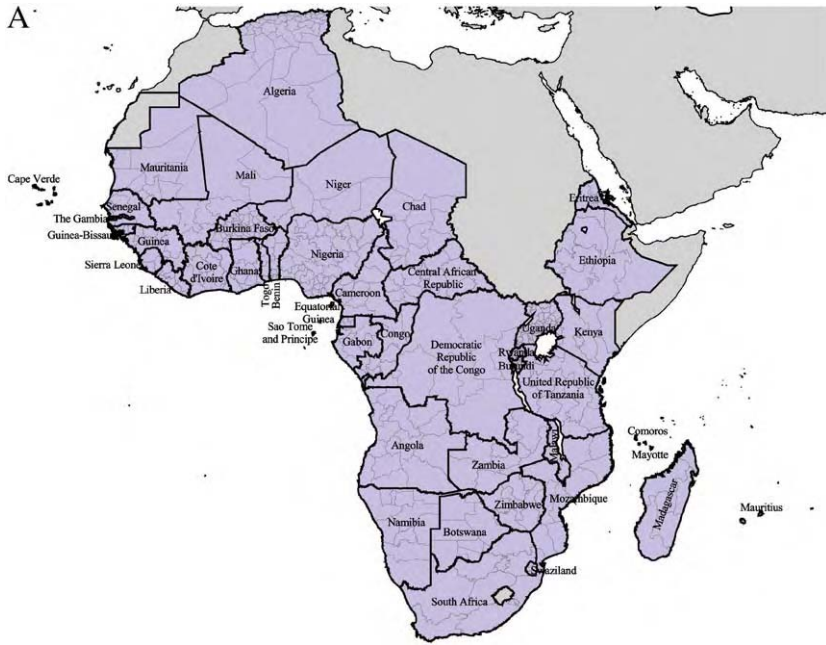 A
Algeria
Mauritania
Mali
Niger
Chad
Cape Verde
Senegal
The Gambia
Guinea-Bissau
Guinea
Sierra Leone
Liberia
Cote
d'Ivoire
Burkina Faso
Ghana
Togo
Benin
Nigeria
Cameroon
Central African
Republic
Eritrea
Ethiopia
Equatorial
Guinea
Sao Tome
and Principe
Gabon
Congo
Democratic
Republic
of the Congo
Uganda
Kenya
Rwanda
Burundi
United Republic
of Tanzania
Angola
Zambia
Malawi
Comoros
Mayotte
Mozambique
Zimbabwe
Namibia
Botswana
Madagascar
Mauritius
Swaziland
South Africa